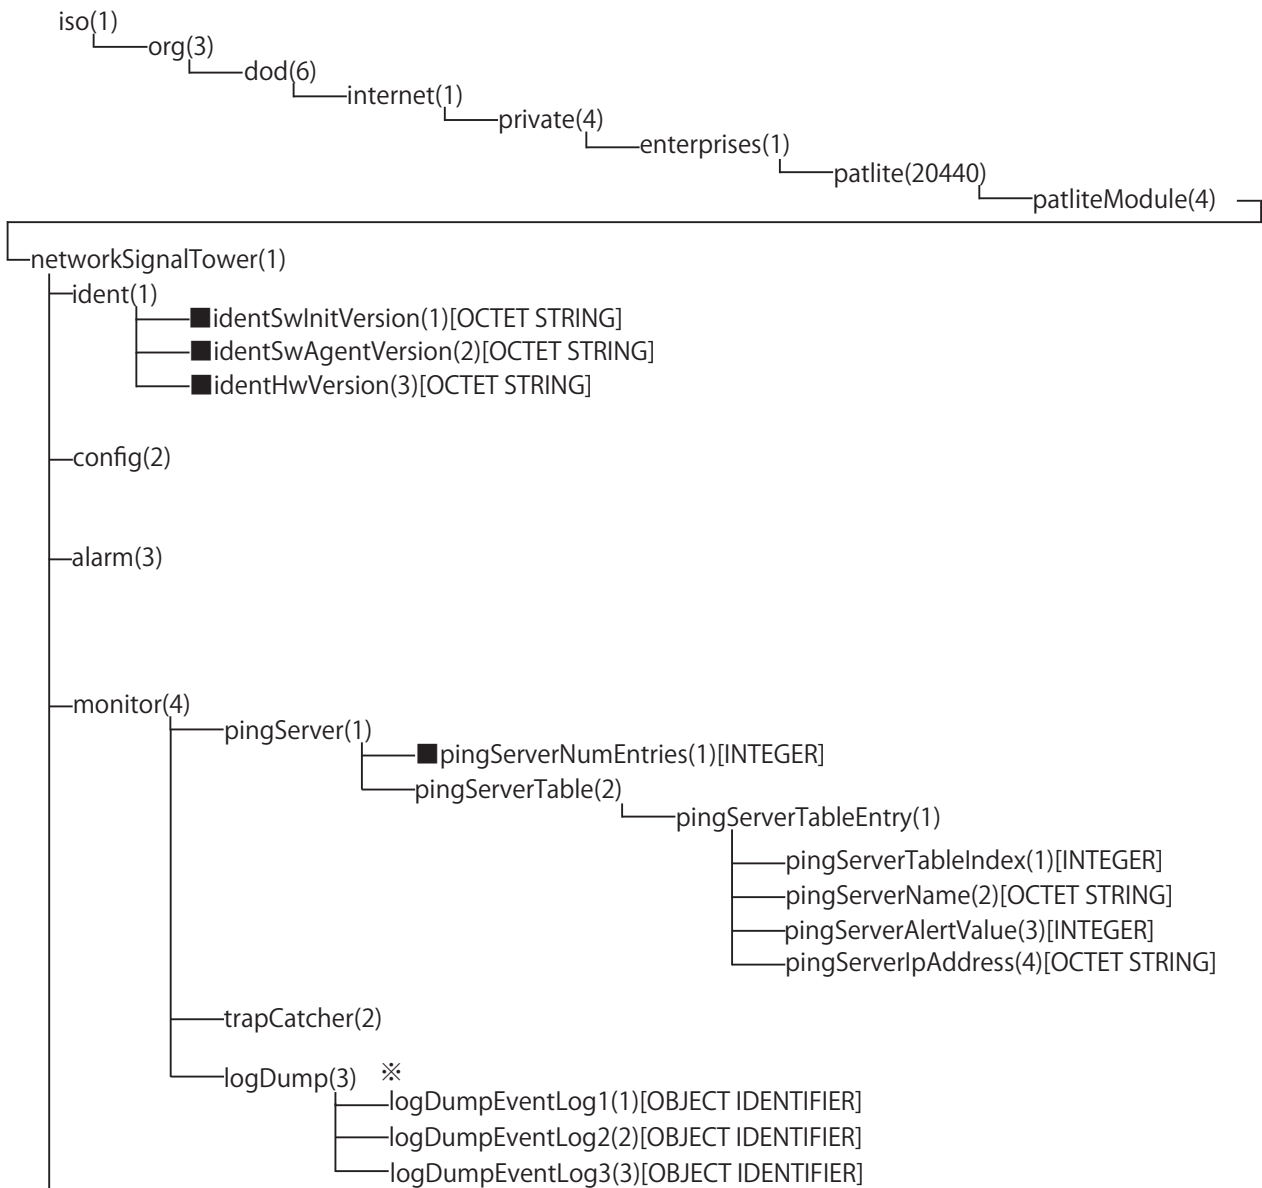 iso(1)
org(3)
dod(6)
internet(1)
private(4)
enterprises(1)
patlite(20440)
patliteModule(4)
networkSignalTower(1)
ident(1)
■identSwInitVersion(1)[OCTET STRING]
■identSwAgentVersion(2)[OCTET STRING]
■identHwVersion(3)[OCTET STRING]
config(2)
alarm(3)
monitor(4)
pingServer(1)
■pingServerNumEntries(1)[INTEGER]
pingServerTable(2)
pingServerTableEntry(1)
pingServerTableIndex(1)[INTEGER]
pingServerName(2)[OCTET STRING]
pingServerAlertValue(3)[INTEGER]
pingServerIpAddress(4)[OCTET STRING]
trapCatcher(2)
logDump(3) ※
logDumpEventLog1(1)[OBJECT IDENTIFIER]
logDumpEventLog2(2)[OBJECT IDENTIFIER]
logDumpEventLog3(3)[OBJECT IDENTIFIER]